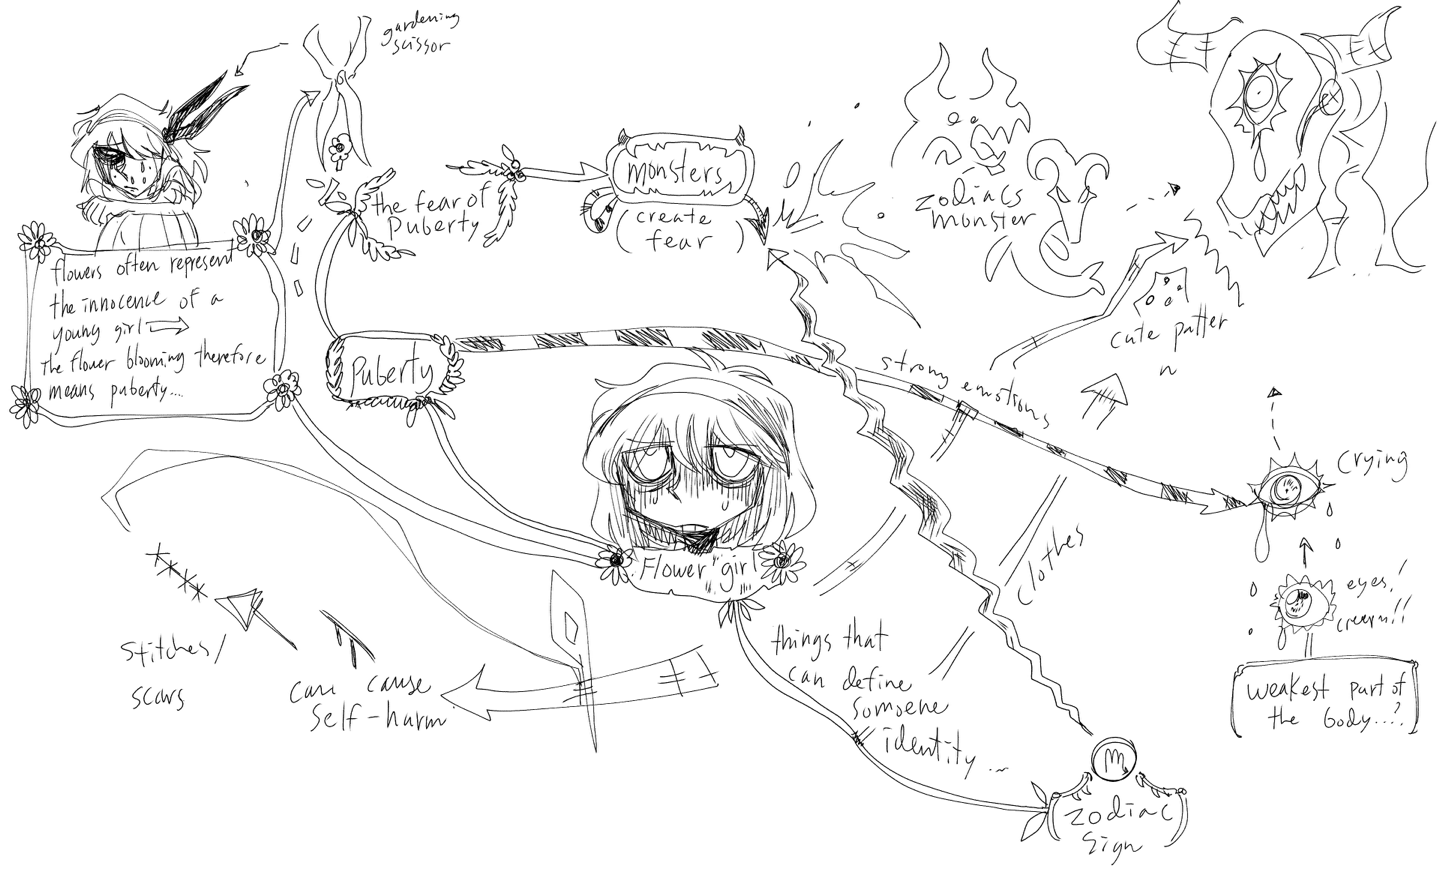 gardening
scissor
flowers often represent
the innocence of a
young girl
the flower blooming therefore
means puberty....
the fear of
Puberty
monsters
(create
fear)
zodiacs
monster
cute patter
n
Puberty
strong emotions
crying
eyes!
weakest part of
the body...?
clothes
"Flower" girl
things that
can define
somoene
identity...
stitches/
scars
can cause
self-harm
♏
zodiac
sign